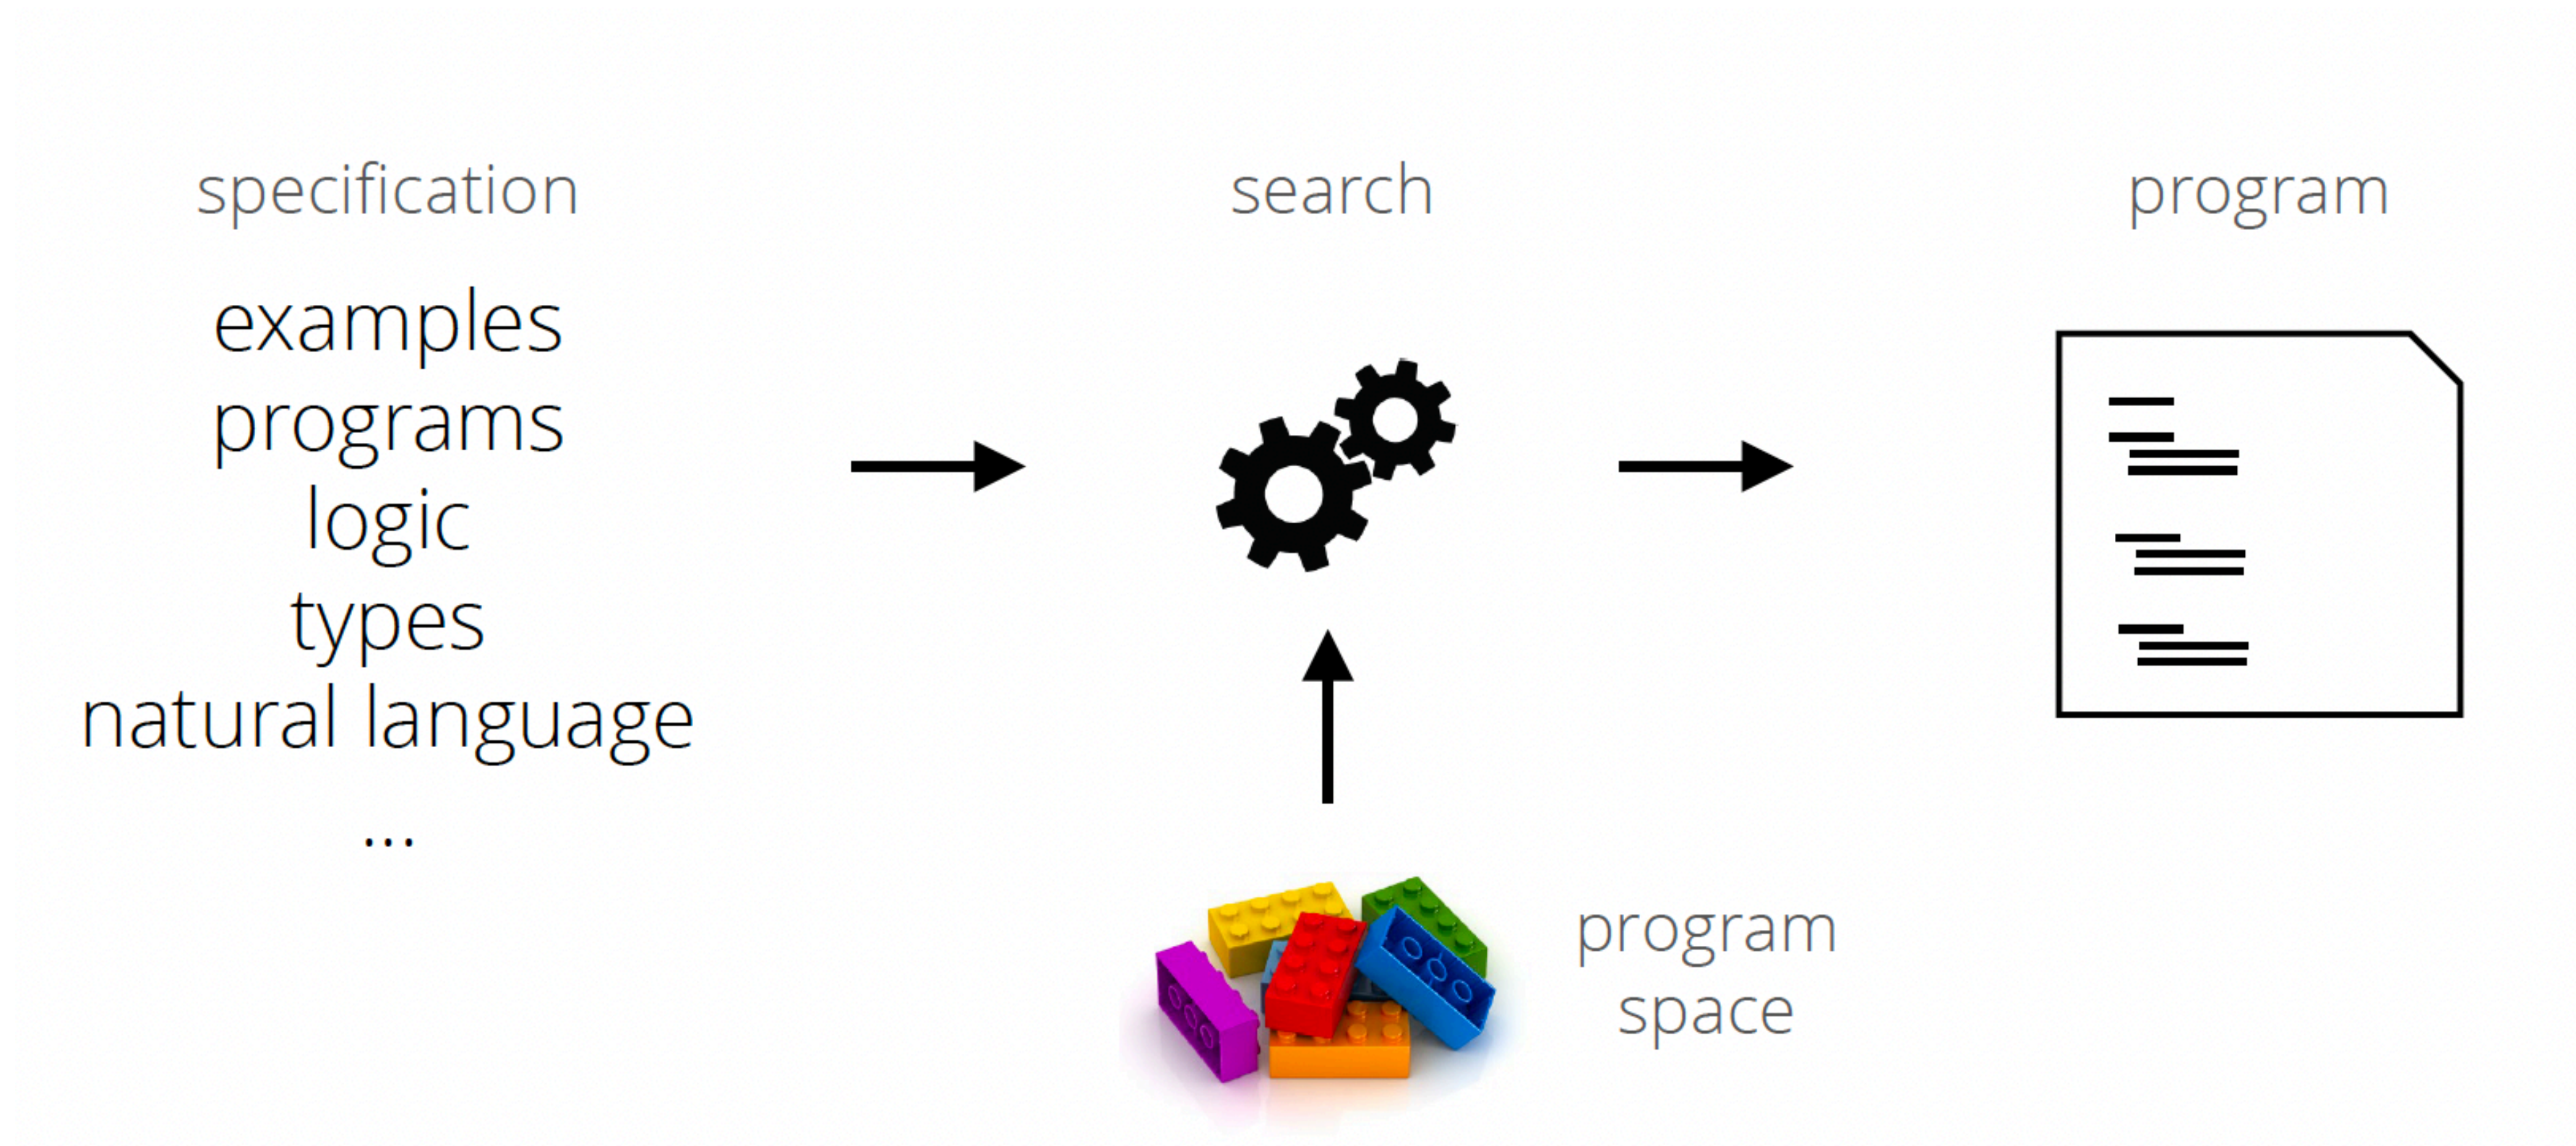 specification
examples
programs
logic
types
natural language
...
search
program
program
space